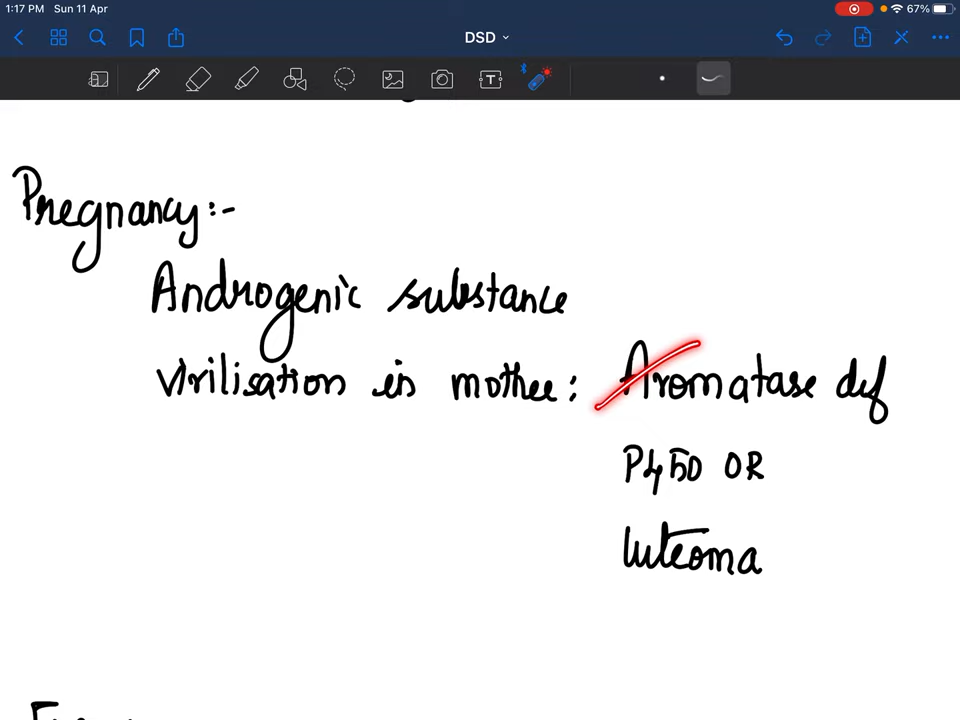 1:17 PM Sun 11 Apr
67%
DSD
T
Pregnancy:-
Androgenic substance
Virilisation in mother: Aromatase def
P450 OR
luteoma